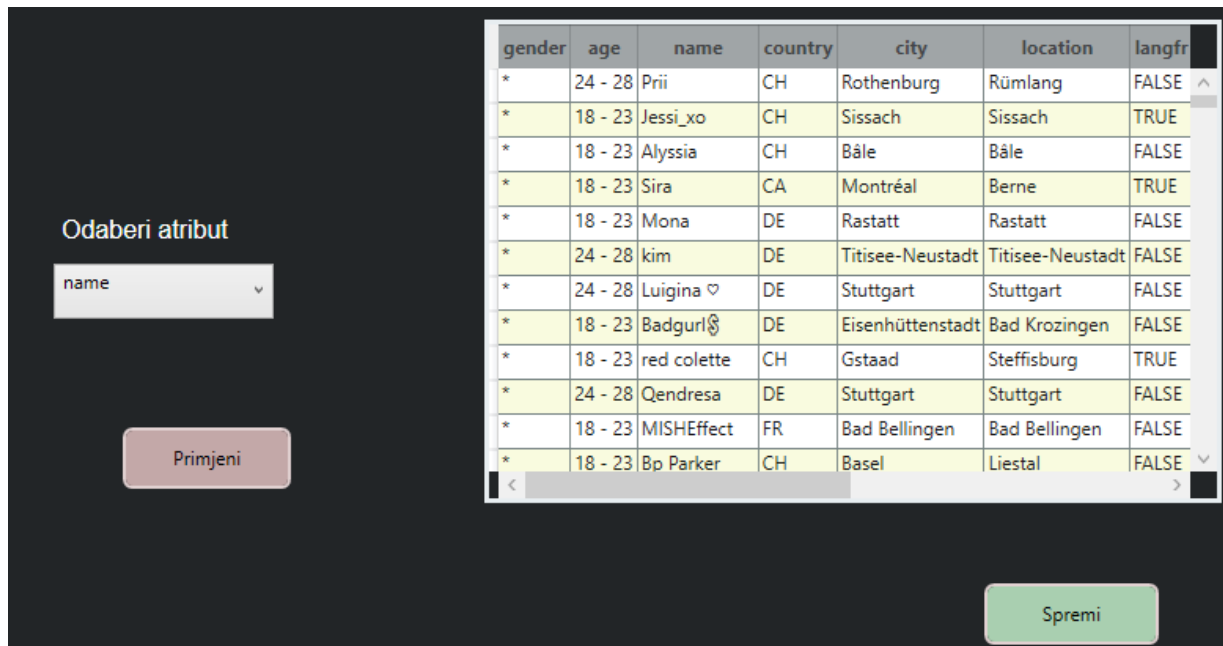 gender age name country city location langfr
* 24 - 28 Prii CH Rothenburg Rümlang FALSE
* 18 - 23 Jessi_xo CH Sissach Sissach TRUE
* 18 - 23 Alyssia CH Bâle Bâle FALSE
* 18 - 23 Sira CA Montréal Berne TRUE
* 18 - 23 Mona DE Rastatt Rastatt FALSE
* 24 - 28 kim DE Titisee-Neustadt Titisee-Neustadt FALSE
* 24 - 28 Luigina ♡ DE Stuttgart Stuttgart FALSE
* 18 - 23 Badgurl DE Eisenhüttenstadt Bad Krozingen FALSE
* 18 - 23 red colette CH Gstaad Steffisburg TRUE
* 24 - 28 Qendresa DE Stuttgart Stuttgart FALSE
* 18 - 23 MISHEffect FR Bad Bellingen Bad Bellingen FALSE
* 18 - 23 Bp Parker CH Basel Liestal FALSE
Odaberi atribut
name
Primjeni
Spremi